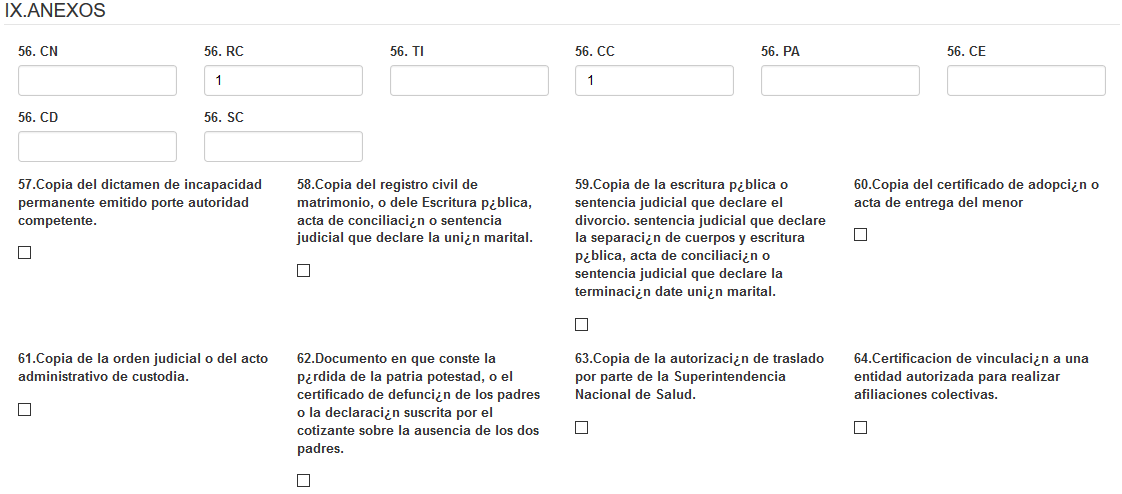 IX.ANEXOS
56. CN
56. RC
56. TI
56. CC
56. PA
56. CE
1
1
56. CD
56. SC
57.Copia del dictamen de incapacidad
permanente emitido porte autoridad
competente.
58.Copia del registro civil de
matrimonio, o dele Escritura p¿blica,
acta de conciliaci¿n o sentencia
judicial que declare la uni¿n marital.
59.Copia de la escritura p¿blica o
sentencia judicial que declare el
divorcio. sentencia judicial que declare
la separaci¿n de cuerpos y escritura
p¿blica, acta de conciliaci¿n o
sentencia judicial que declare la
terminaci¿n date uni¿n marital.
60.Copia del certificado de adopci¿n o
acta de entrega del menor
61.Copia de la orden judicial o del acto
administrativo de custodia.
62.Documento en que conste la
p¿rdida de la patria potestad, o el
certificado de defunci¿n de los padres
o la declaraci¿n suscrita por el
cotizante sobre la ausencia de los dos
padres.
63.Copia de la autorizaci¿n de traslado
por parte de la Superintendencia
Nacional de Salud.
64.Certificacion de vinculaci¿n a una
entidad autorizada para realizar
afiliaciones colectivas.